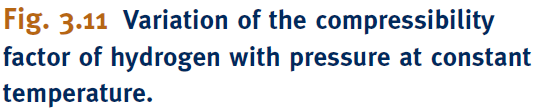 Fig. 3.11 Variation of the compressibility
factor of hydrogen with pressure at constant
temperature.